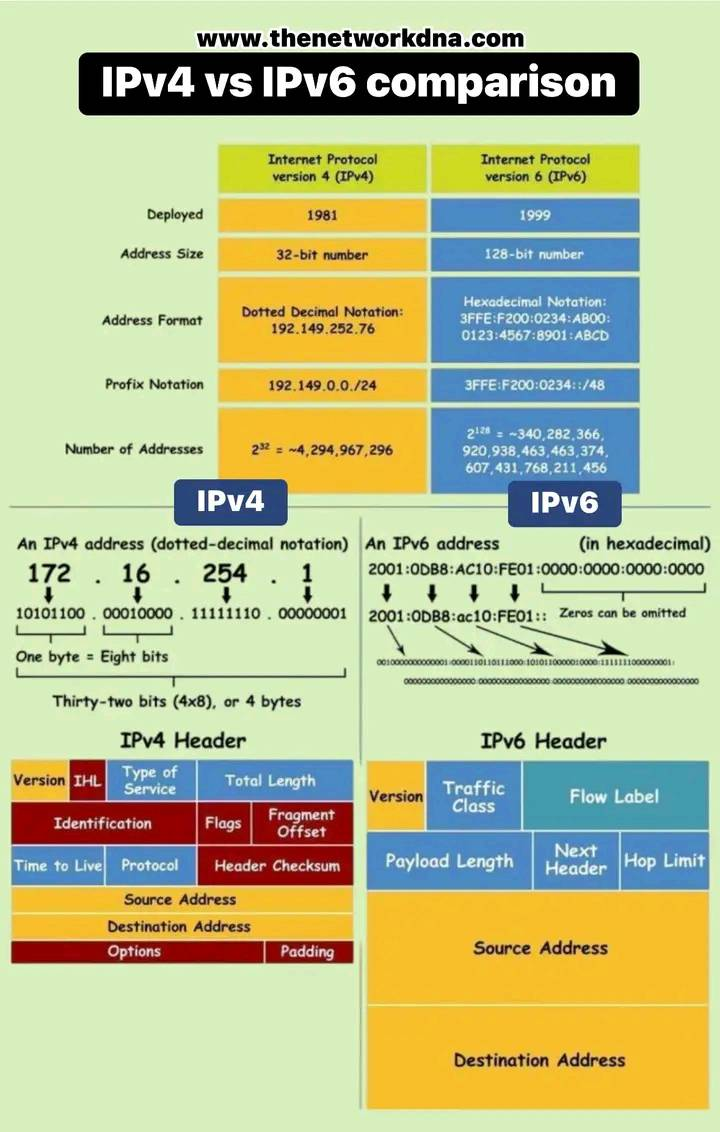 www.thenetworkdna.com
IPv4 vs IPv6 comparison
Internet Protocol
version 4 (IPv4)
Internet Protocol
version 6 (IPv6)
Deployed
1981
1999
Address Size
32-bit number
128-bit number
Address Format
Dotted Decimal Notation:
192.149.252.76
Hexadecimal Notation:
3FFE:F200:0234:AB00:
0123:4567:8901:ABCD
Profix Notation
192.149.0.0./24
3FFE:F200:0234::/48
Number of Addresses
2³² = ~4,294,967,296
2¹²⁸ = ~340,282,366,
920,938,463,463,374,
607,431,768,211,456
IPv4
An IPv4 address (dotted-decimal notation)
172 . 16 . 254 . 1
10101100 . 00010000 . 11111110 . 00000001
One byte = Eight bits
Thirty-two bits (4x8), or 4 bytes
IPv4 Header
Version IHL Type of Service Total Length
Identification Flags Fragment Offset
Time to Live Protocol Header Checksum
Source Address
Destination Address
Options Padding
IPv6
An IPv6 address (in hexadecimal)
2001:0DB8:AC10:FE01:0000:0000:0000:0000
2001:0DB8:ac10:FE01:: Zeros can be omitted
IPv6 Header
Version Traffic Class Flow Label
Payload Length Next Header Hop Limit
Source Address
Destination Address